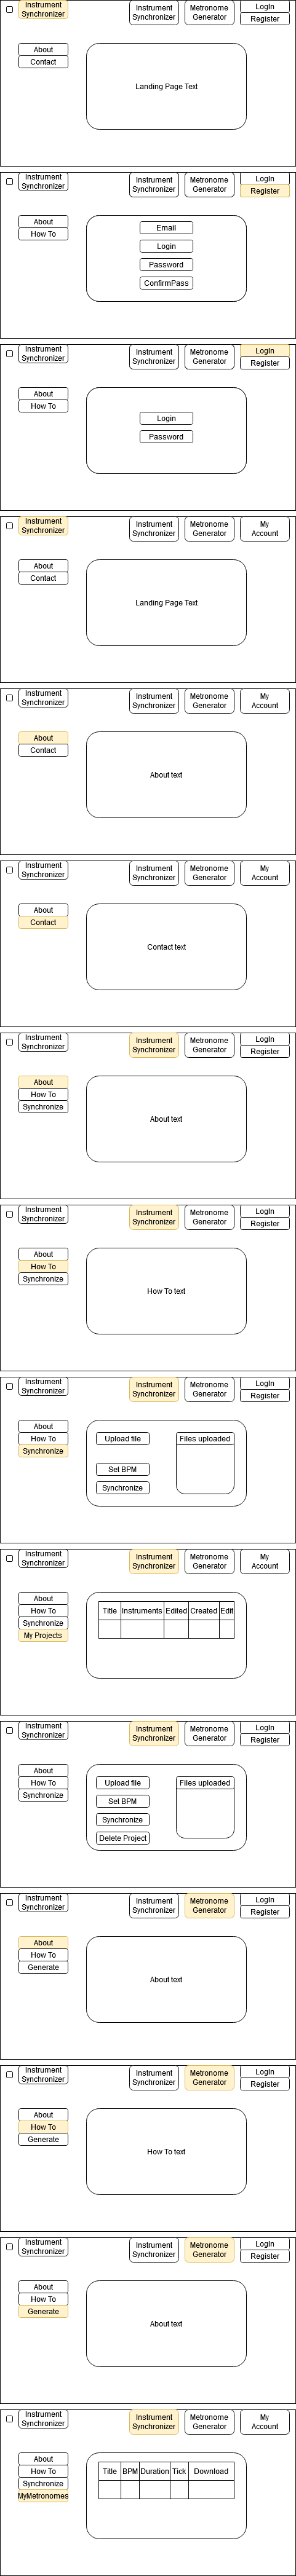 Instrument
Synchronizer
Instrument
Synchronizer
Metronome
Generator
LogIn
Register
About
Contact
Landing Page Text
Instrument
Synchronizer
Instrument
Synchronizer
Metronome
Generator
LogIn
Register
About
How To
Email
Login
Password
ConfirmPass
Instrument
Synchronizer
Instrument
Synchronizer
Metronome
Generator
LogIn
Register
About
How To
Login
Password
Instrument
Synchronizer
Instrument
Synchronizer
Metronome
Generator
My
Account
About
Contact
Landing Page Text
Instrument
Synchronizer
Instrument
Synchronizer
Metronome
Generator
My
Account
About
Contact
About text
Instrument
Synchronizer
Instrument
Synchronizer
Metronome
Generator
My
Account
About
Contact
Contact text
Instrument
Synchronizer
Instrument
Synchronizer
Metronome
Generator
LogIn
Register
About
How To
Synchronize
About text
Instrument
Synchronizer
Instrument
Synchronizer
Metronome
Generator
LogIn
Register
About
How To
Synchronize
How To text
Instrument
Synchronizer
Instrument
Synchronizer
Metronome
Generator
LogIn
Register
About
How To
Synchronize
Upload file
Set BPM
Synchronize
Files uploaded
Instrument
Synchronizer
Instrument
Synchronizer
Metronome
Generator
My
Account
About
How To
Synchronize
My Projects
Title Instruments Edited Created Edit
Instrument
Synchronizer
Instrument
Synchronizer
Metronome
Generator
LogIn
Register
About
How To
Synchronize
Upload file
Set BPM
Synchronize
Delete Project
Files uploaded
Instrument
Synchronizer
Instrument
Synchronizer
Metronome
Generator
LogIn
Register
About
How To
Generate
About text
Instrument
Synchronizer
Instrument
Synchronizer
Metronome
Generator
LogIn
Register
About
How To
Generate
How To text
Instrument
Synchronizer
Instrument
Synchronizer
Metronome
Generator
LogIn
Register
About
How To
Generate
About text
Instrument
Synchronizer
Instrument
Synchronizer
Metronome
Generator
My
Account
About
How To
Synchronize
MyMetronomes
Title BPM Duration Tick Download